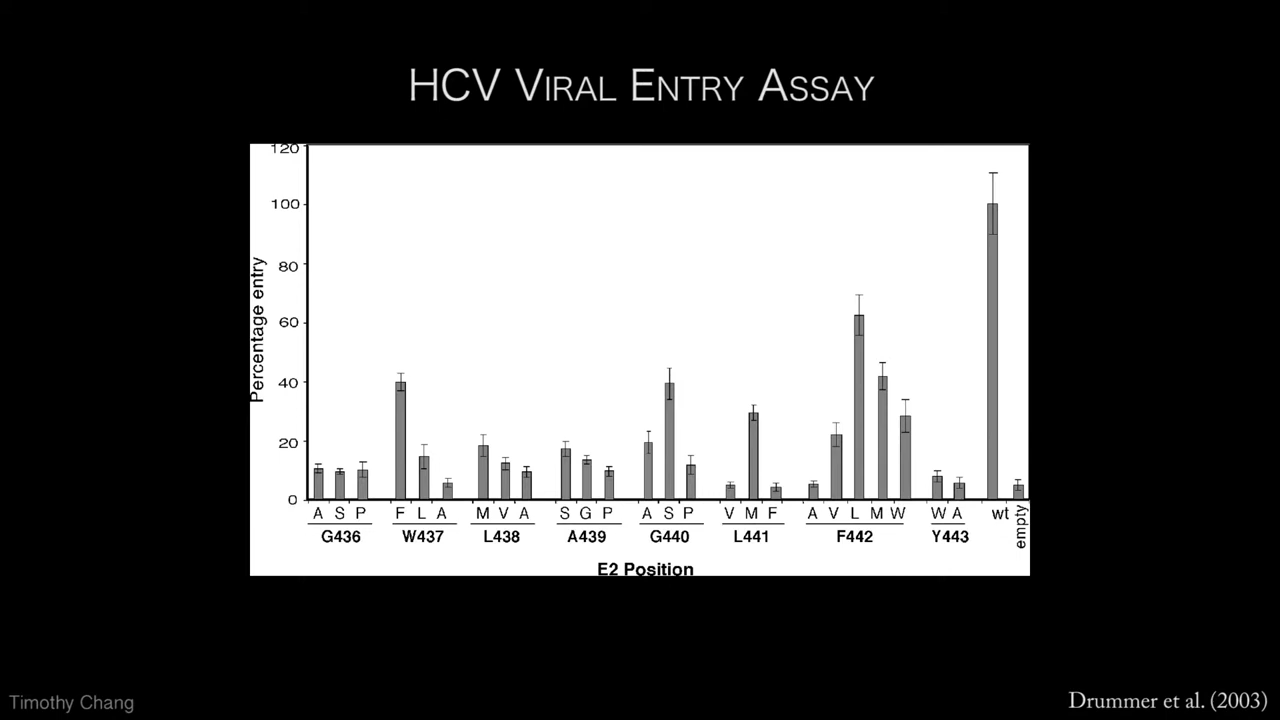 HCV VIRAL ENTRY ASSAY
120
100
80
60
40
20
0
Percentage entry
A S P F L A M V A S G P A S P V M F A V L M W W A wt empty
G436 W437 L438 A439 G440 L441 F442 Y443
E2 Position
Timothy Chang
Drummer et al. (2003)